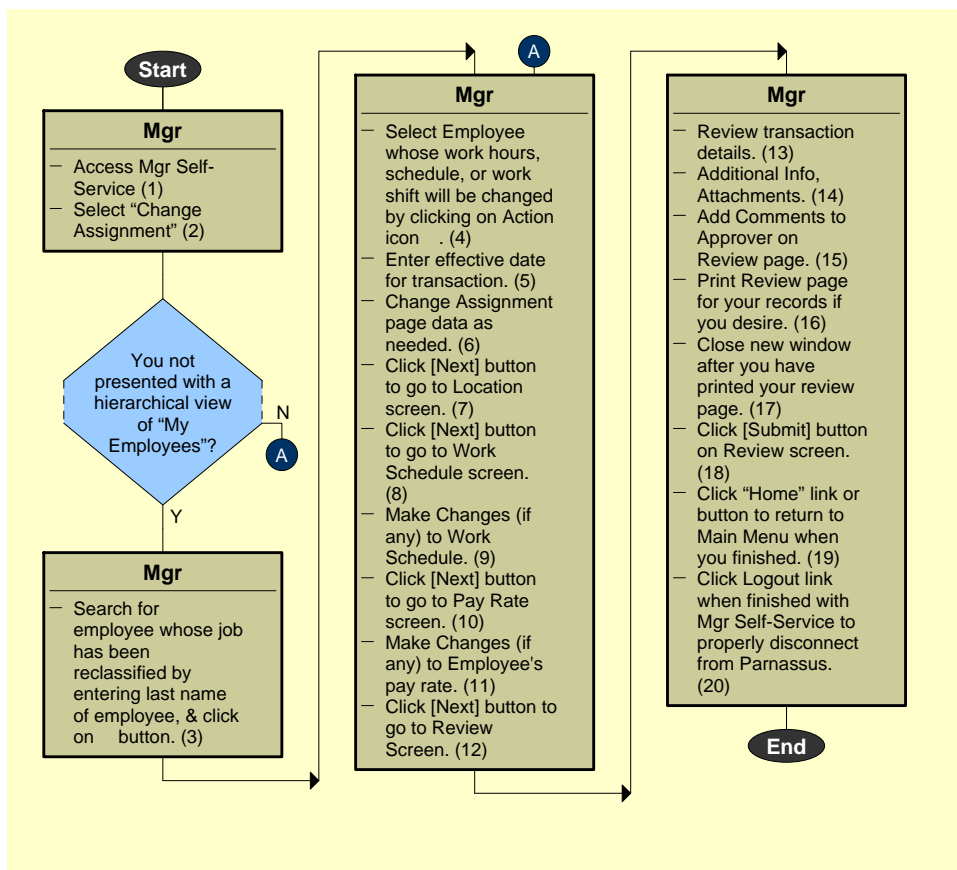 Start
Mgr
— Access Mgr Self-
Service (1)
— Select “Change
Assignment” (2)
You not
presented with a
hierarchical view
of “My
Employees”?
N
A
Y
Mgr
— Search for
employee whose job
has been
reclassified by
entering last name
of employee, & click
on button. (3)
A
Mgr
— Select Employee
whose work hours,
schedule, or work
shift will be changed
by clicking on Action
icon . (4)
— Enter effective date
for transaction. (5)
— Change Assignment
page data as
needed. (6)
— Click [Next] button
to go to Location
screen. (7)
— Click [Next] button
to go to Work
Schedule screen.
(8)
— Make Changes (if
any) to Work
Schedule. (9)
— Click [Next] button
to go to Pay Rate
screen. (10)
— Make Changes (if
any) to Employee's
pay rate. (11)
— Click [Next] button to
go to Review
Screen. (12)
Mgr
— Review transaction
details. (13)
— Additional Info,
Attachments. (14)
— Add Comments to
Approver on
Review page. (15)
— Print Review page
for your records if
you desire. (16)
— Close new window
after you have
printed your review
page. (17)
— Click [Submit] button
on Review screen.
(18)
— Click “Home” link or
button to return to
Main Menu when
you finished. (19)
— Click Logout link
when finished with
Mgr Self-Service to
properly disconnect
from Parnassus.
(20)
End